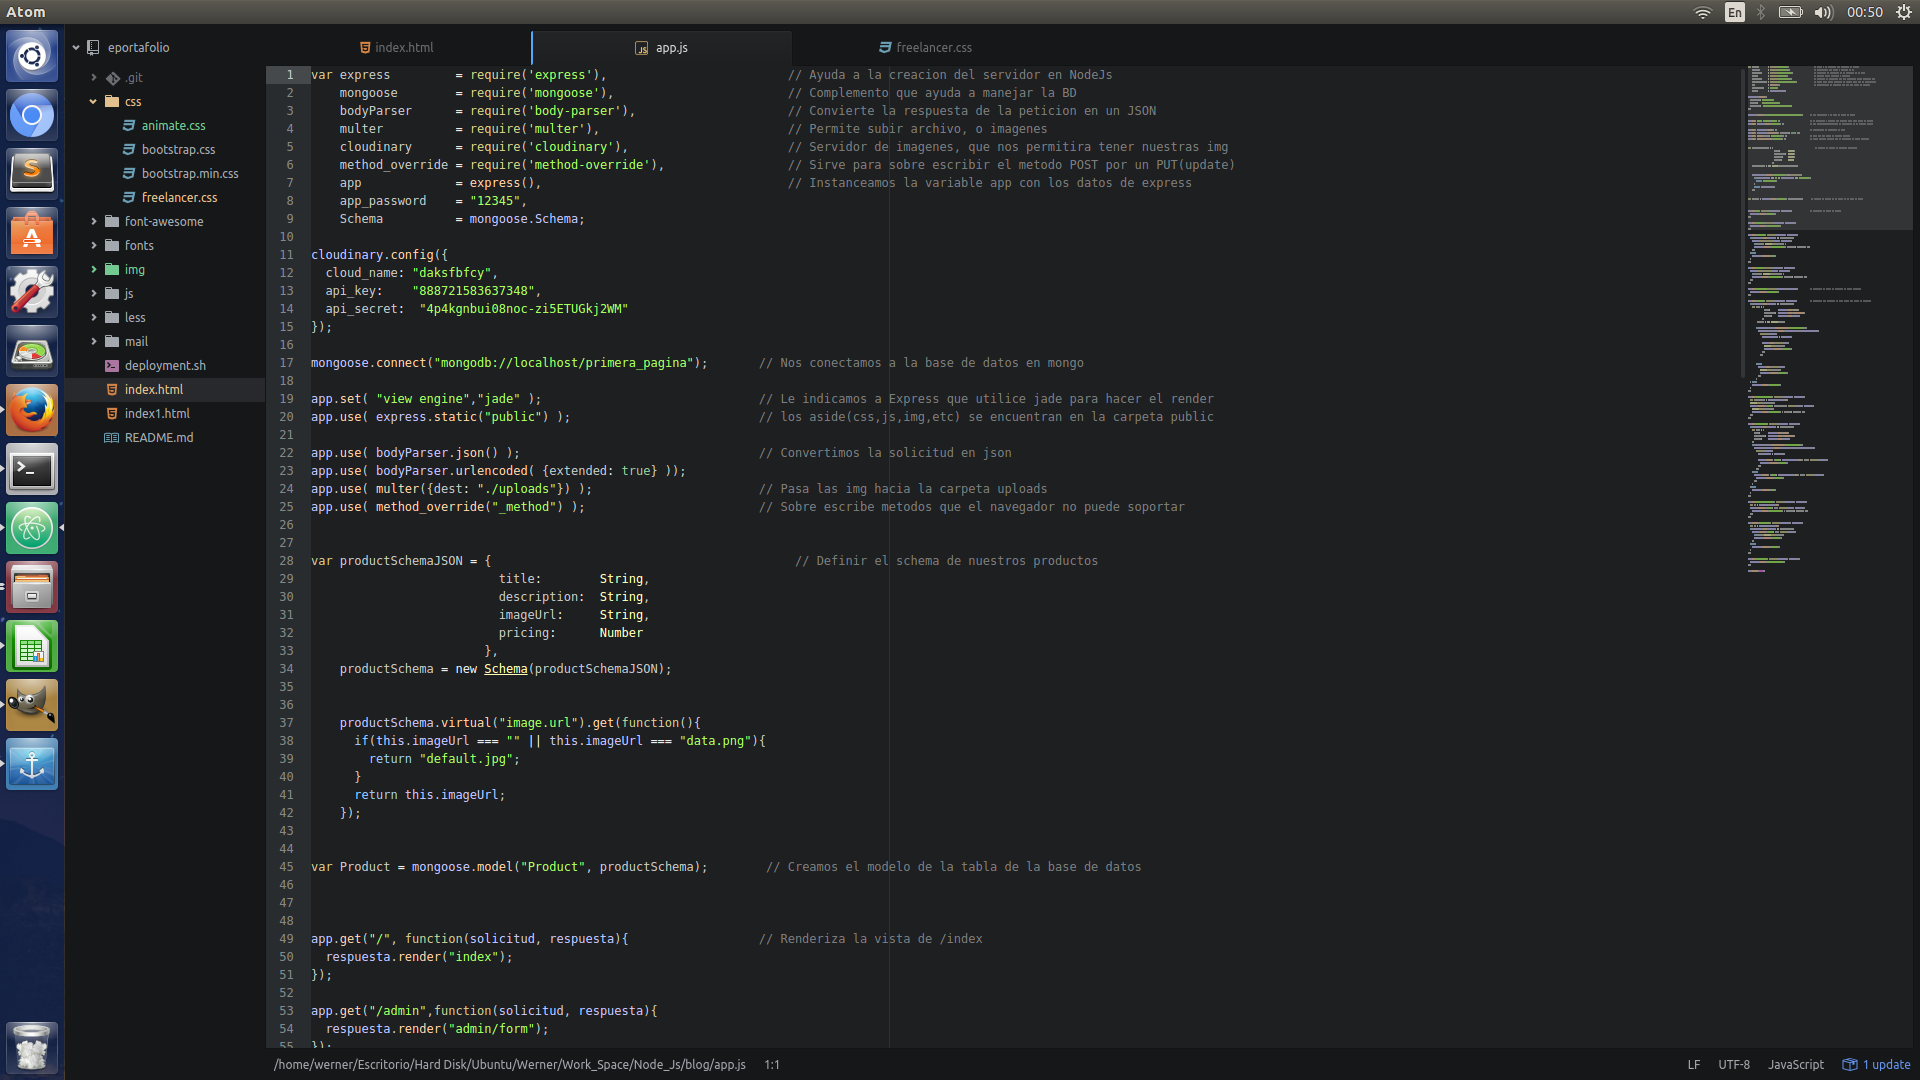 Atom
En
00:50
eportafolio
.git
css
animate.css
bootstrap.css
bootstrap.min.css
freelancer.css
font-awesome
fonts
img
js
less
mail
deployment.sh
index.html
index1.html
README.md
index.html
app.js
freelancer.css
1 var express         = require('express'),                         // Ayuda a la creacion del servidor en NodeJs
2     mongoose        = require('mongoose'),                        // Complemento que ayuda a manejar la BD
3     bodyParser      = require('body-parser'),                     // Convierte la respuesta de la peticion en un JSON
4     multer          = require('multer'),                          // Permite subir archivo, o imagenes
5     cloudinary      = require('cloudinary'),                      // Servidor de imagenes, que nos permitira tener nuestras img
6     method_override = require('method-override'),                 // Sirve para sobre escribir el metodo POST por un PUT(update)
7     app             = express(),                                  // Instanceamos la variable app con los datos de express
8     app_password    = "12345",
9     Schema          = mongoose.Schema;
10
11 cloudinary.config({
12   cloud_name: "daksfbfcy",
13   api_key:    "888721583637348",
14   api_secret:  "4p4kgnbui08noc-zi5ETUGkj2WM"
15 });
16
17 mongoose.connect("mongodb://localhost/primera_pagina");       // Nos conectamos a la base de datos en mongo
18
19 app.set( "view engine","jade" );                              // Le indicamos a Express que utilice jade para hacer el render
20 app.use( express.static("public") );                          // los aside(css,js,img,etc) se encuentran en la carpeta public
21
22 app.use( bodyParser.json() );                                 // Convertimos la solicitud en json
23 app.use( bodyParser.urlencoded( {extended: true} ));
24 app.use( multer({dest: "./uploads"}) );                       // Pasa las img hacia la carpeta uploads
25 app.use( method_override("_method") );                        // Sobre escribe metodos que el navegador no puede soportar
26
27
28 var productSchemaJSON = {                                          // Definir el schema de nuestros productos
29                           title:        String,
30                           description:  String,
31                           imageUrl:     String,
32                           pricing:      Number
33                         },
34     productSchema = new Schema(productSchemaJSON);
35
36
37     productSchema.virtual("image.url").get(function(){
38       if(this.imageUrl === "" || this.imageUrl === "data.png"){
39         return "default.jpg";
40       }
41       return this.imageUrl;
42     });
43
44
45 var Product = mongoose.model("Product", productSchema);        // Creamos el modelo de la tabla de la base de datos
46
47
48
49 app.get("/", function(solicitud, respuesta){                  // Renderiza la vista de /index
50   respuesta.render("index");
51 });
52
53 app.get("/admin",function(solicitud, respuesta){
54   respuesta.render("admin/form");
55 });
/home/werner/Escritorio/Hard Disk/Ubuntu/Werner/Work_Space/Node_Js/blog/app.js 1:1
LF UTF-8 JavaScript 1 update